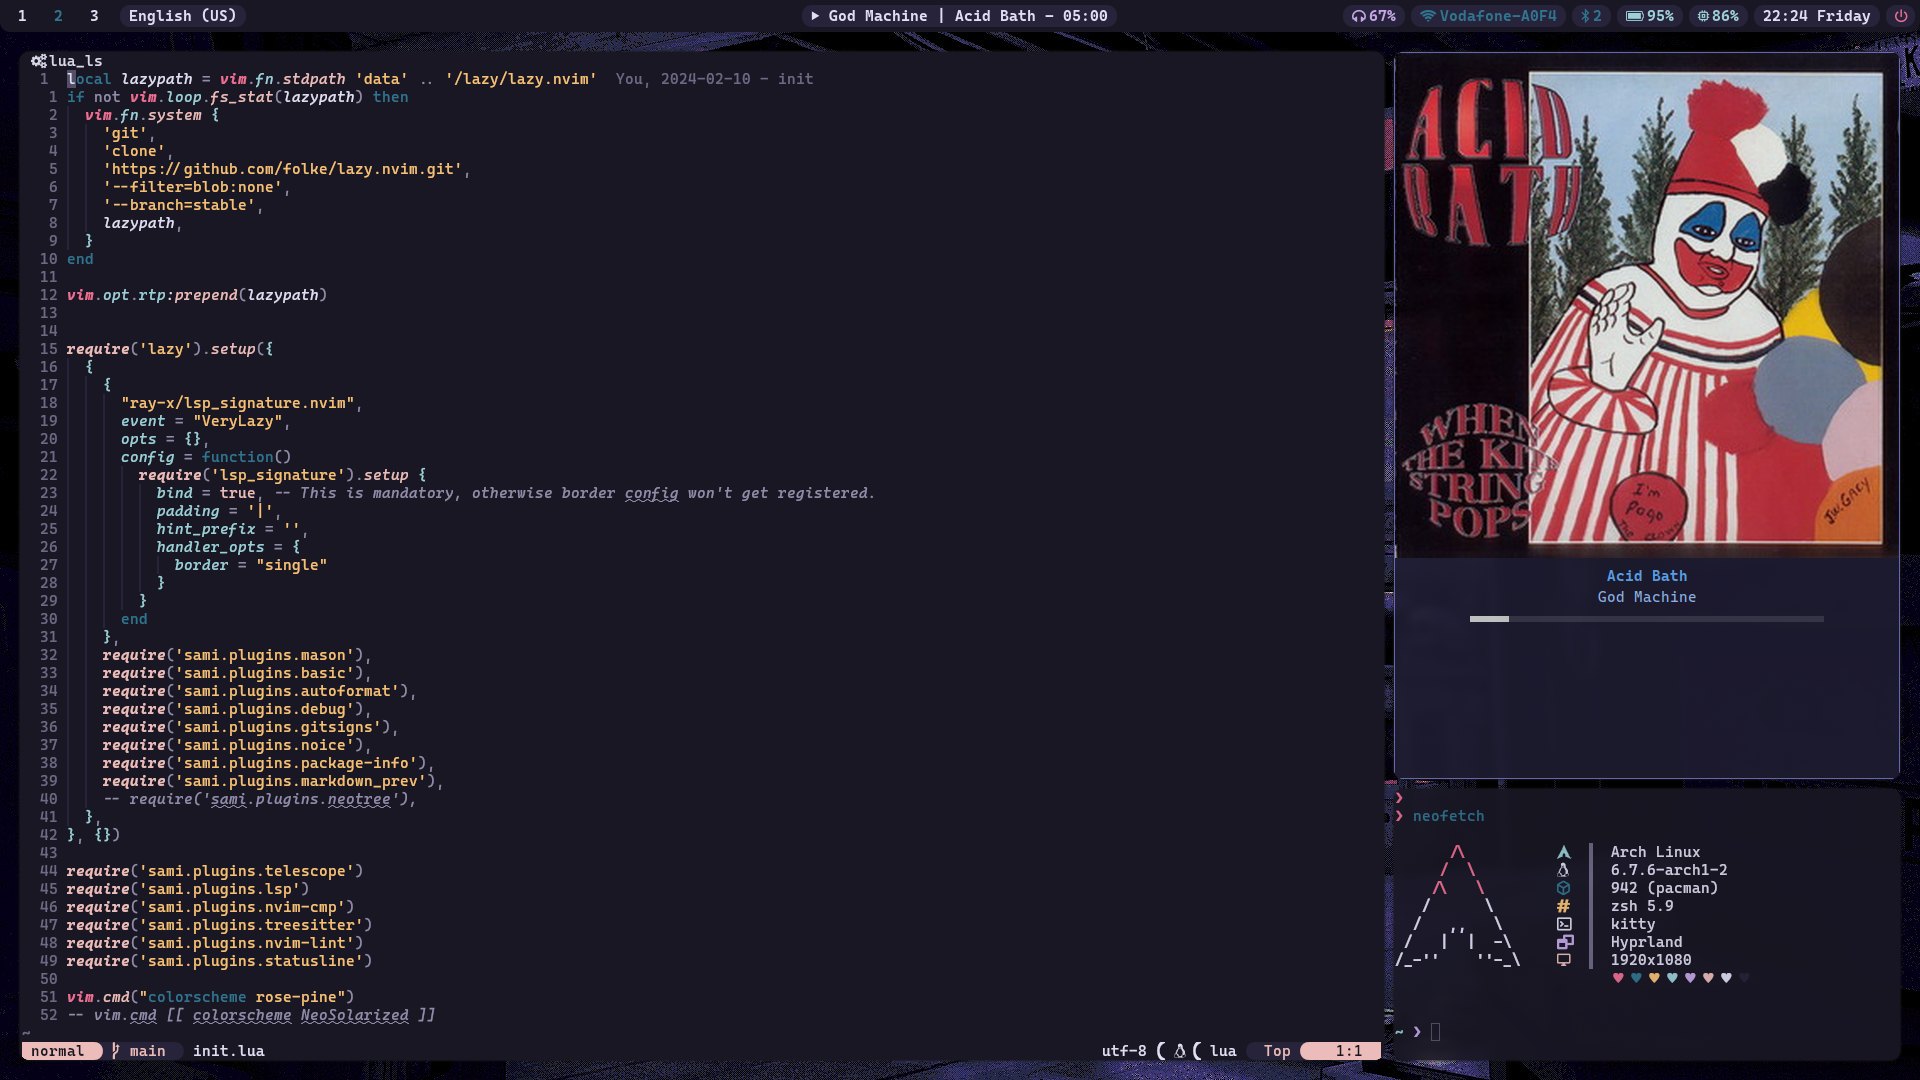 1 2 3 English (US)
▶ God Machine | Acid Bath - 05:00
67% Vodafone-A0F4 2 95% 86% 22:24 Friday
lua_ls
1 local lazypath = vim.fn.stdpath 'data' .. '/lazy/lazy.nvim' You, 2024-02-10 - init
1 if not vim.loop.fs_stat(lazypath) then
2 vim.fn.system {
3 'git',
4 'clone',
5 'https://github.com/folke/lazy.nvim.git',
6 '--filter=blob:none',
7 '--branch=stable',
8 lazypath,
9 }
10 end
11
12 vim.opt.rtp:prepend(lazypath)
13
14
15 require('lazy').setup({
16 {
17 {
18 "ray-x/lsp_signature.nvim",
19 event = "VeryLazy",
20 opts = {},
21 config = function()
22 require('lsp_signature').setup {
23 bind = true, -- This is mandatory, otherwise border config won't get registered.
24 padding = '|',
25 hint_prefix = '',
26 handler_opts = {
27 border = "single"
28 }
29 }
30 end
31 },
32 require('sami.plugins.mason'),
33 require('sami.plugins.basic'),
34 require('sami.plugins.autoformat'),
35 require('sami.plugins.debug'),
36 require('sami.plugins.gitsigns'),
37 require('sami.plugins.noice'),
38 require('sami.plugins.package-info'),
39 require('sami.plugins.markdown_prev'),
40 -- require('sami.plugins.neotree'),
41 },
42 }, {})
43
44 require('sami.plugins.telescope')
45 require('sami.plugins.lsp')
46 require('sami.plugins.nvim-cmp')
47 require('sami.plugins.treesitter')
48 require('sami.plugins.nvim-lint')
49 require('sami.plugins.statusline')
50
51 vim.cmd("colorscheme rose-pine")
52 -- vim.cmd [[ colorscheme NeoSolarized ]]
~
normal main init.lua
utf-8 lua Top 1:1
ACID
BATH
WHEN
THE KITE
STRING
POPS
I'm
Pogo
THE CLOWN
J.W. GACY
Acid Bath
God Machine
❯
❯ neofetch
Arch Linux
6.7.6-arch1-2
942 (pacman)
zsh 5.9
kitty
Hyprland
1920x1080
~ ❯